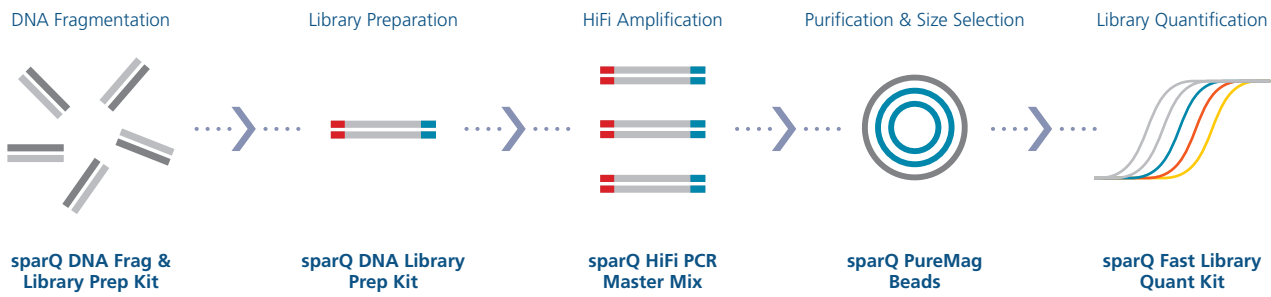 DNA Fragmentation
Library Preparation
HiFi Amplification
Purification & Size Selection
Library Quantification
sparQ DNA Frag &
Library Prep Kit
sparQ DNA Library
Prep Kit
sparQ HiFi PCR
Master Mix
sparQ PureMag
Beads
sparQ Fast Library
Quant Kit